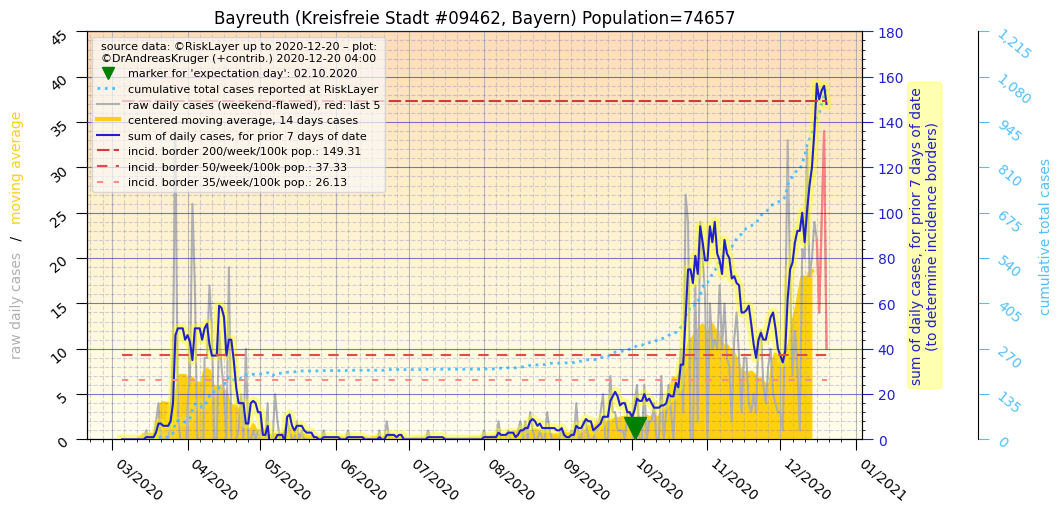 Bayreuth (Kreisfreie Stadt #09462, Bayern) Population=74657
source data: ©RiskLayer up to 2020-12-20 – plot:
©DrAndreasKruger (+contrib.) 2020-12-20 04:00
marker for 'expectation day': 02.10.2020
cumulative total cases reported at RiskLayer
raw daily cases (weekend-flawed), red: last 5
centered moving average, 14 days cases
sum of daily cases, for prior 7 days of date
incid. border 200/week/100k pop.: 149.31
incid. border 50/week/100k pop.: 37.33
incid. border 35/week/100k pop.: 26.13
raw daily cases / moving average
45
40
35
30
25
20
15
10
5
0
03/2020
04/2020
05/2020
06/2020
07/2020
08/2020
09/2020
10/2020
11/2020
12/2020
01/2021
180
160
140
120
100
80
60
40
20
0
sum of daily cases, for prior 7 days of date
(to determine incidence borders)
1,215
1,080
945
810
675
540
405
270
135
0
cumulative total cases